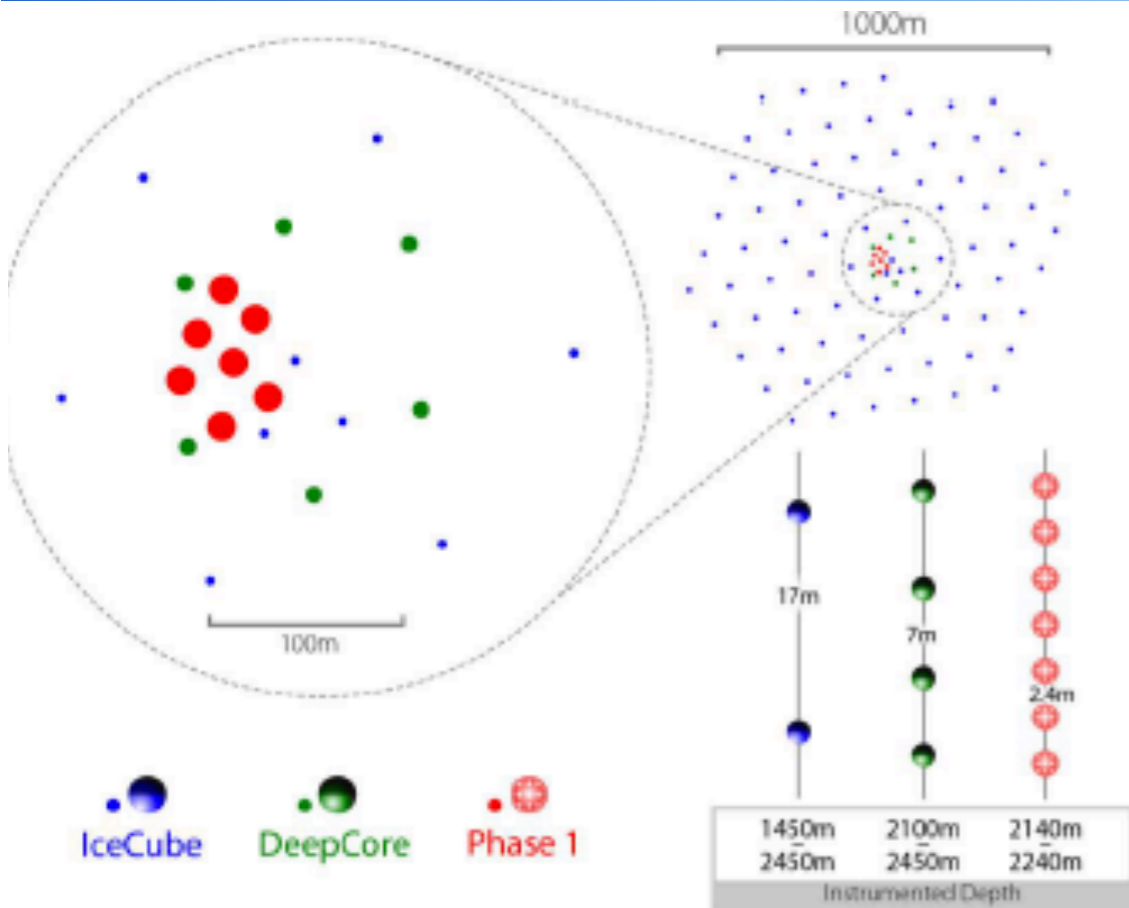 1000m
100m
17m
7m
2.4m
IceCube
DeepCore
Phase 1
1450m 2100m 2140m
– – –
2450m 2450m 2240m
Instrumented Depth